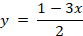 y = (1 − 3x)/2